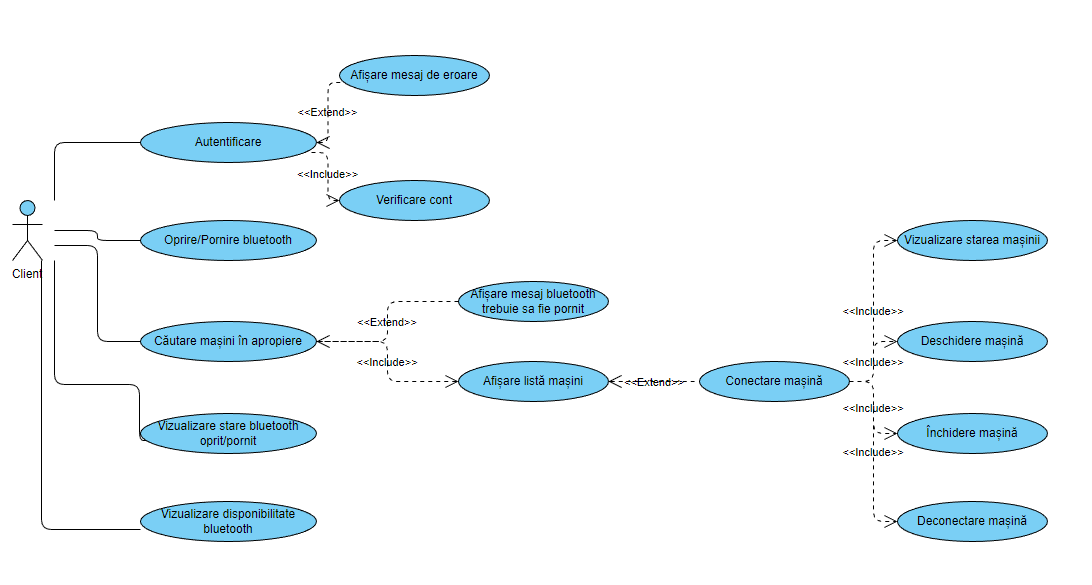 Afișare mesaj de eroare
<<Extend>>
Autentificare
<<Include>>
Verificare cont
Client
Oprire/Pornire bluetooth
Vizualizare starea mașinii
Afișare mesaj bluetooth
trebuie sa fie pornit
<<Extend>>
<<Include>>
Căutare mașini în apropiere
Deschidere mașină
<<Include>>
<<Include>>
Afișare listă mașini
<<Extend>>
Conectare mașină
<<Include>>
Vizualizare stare bluetooth
oprit/pornit
Închidere mașină
<<Include>>
Vizualizare disponibilitate
bluetooth
Deconectare mașină